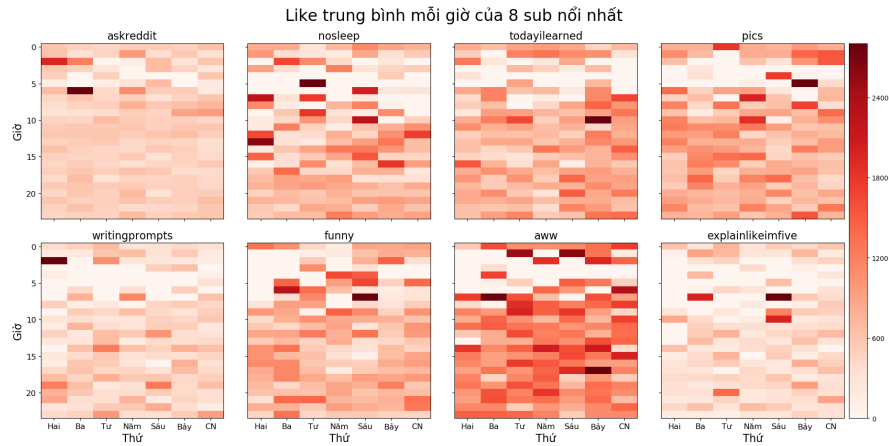 Like trung bình mỗi giờ của 8 sub nổi nhất
askreddit
nosleep
todayilearned
pics
0
5
10
15
20
Giờ
2400
1800
1200
600
0
writingprompts
funny
aww
explainlikeimfive
0
5
10
15
20
Giờ
Hai Ba Tư Năm Sáu Bảy CN
Hai Ba Tư Năm Sáu Bảy CN
Hai Ba Tư Năm Sáu Bảy CN
Hai Ba Tư Năm Sáu Bảy CN
Thứ
Thứ
Thứ
Thứ